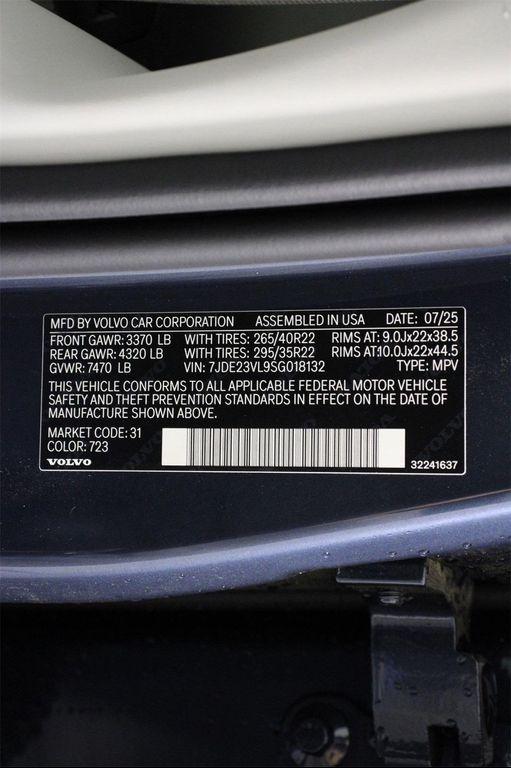 MFD BY VOLVO CAR CORPORATION ASSEMBLED IN USA DATE: 07/25
FRONT GAWR: 3370 LB WITH TIRES: 265/40R22 RIMS AT: 9.0Jx22x38.5
REAR GAWR: 4320 LB WITH TIRES: 295/35R22 RIMS AT:10.0Jx22x44.5
GVWR: 7470 LB VIN: 7JDE23VL9SG018132 TYPE: MPV
THIS VEHICLE CONFORMS TO ALL APPLICABLE FEDERAL MOTOR VEHICLE
SAFETY AND THEFT PREVENTION STANDARDS IN EFFECT ON THE DATE OF
MANUFACTURE SHOWN ABOVE.
MARKET CODE: 31
COLOR: 723
VOLVO 32241637